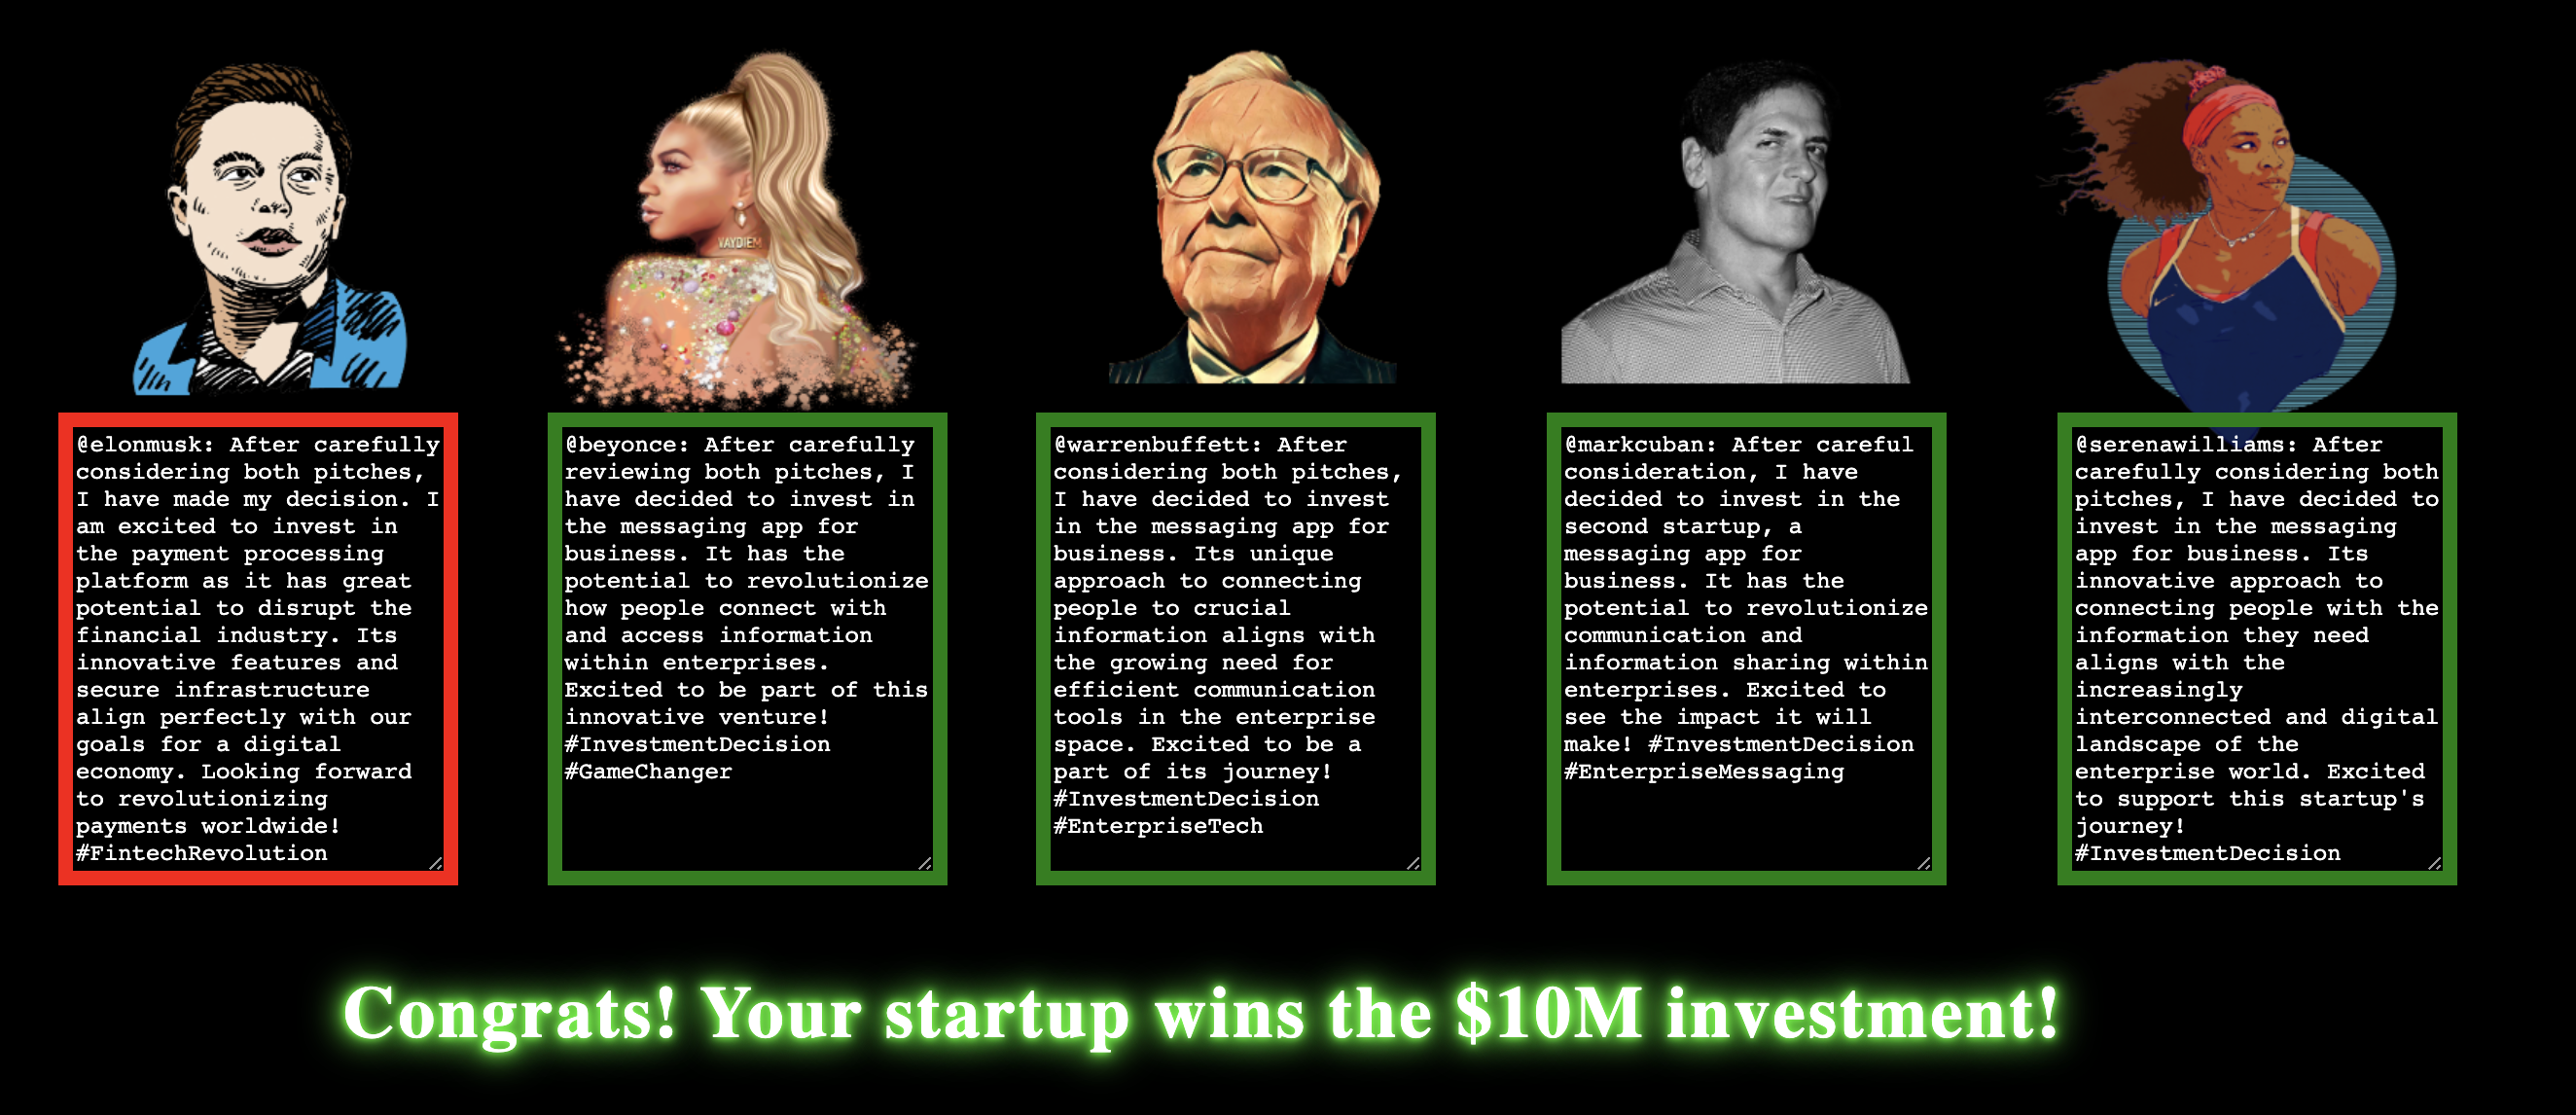 VAYDIEM
@elonmusk: After carefully
considering both pitches,
I have made my decision. I
am excited to invest in
the payment processing
platform as it has great
potential to disrupt the
financial industry. Its
innovative features and
secure infrastructure
align perfectly with our
goals for a digital
economy. Looking forward
to revolutionizing
payments worldwide!
#FintechRevolution
@beyonce: After carefully
reviewing both pitches, I
have decided to invest in
the messaging app for
business. It has the
potential to revolutionize
how people connect with
and access information
within enterprises.
Excited to be part of this
innovative venture!
#InvestmentDecision
#GameChanger
@warrenbuffett: After
considering both pitches,
I have decided to invest
in the messaging app for
business. Its unique
approach to connecting
people to crucial
information aligns with
the growing need for
efficient communication
tools in the enterprise
space. Excited to be a
part of its journey!
#InvestmentDecision
#EnterpriseTech
@markcuban: After careful
consideration, I have
decided to invest in the
second startup, a
messaging app for
business. It has the
potential to revolutionize
communication and
information sharing within
enterprises. Excited to
see the impact it will
make! #InvestmentDecision
#EnterpriseMessaging
@serenawilliams: After
carefully considering both
pitches, I have decided to
invest in the messaging
app for business. Its
innovative approach to
connecting people with the
information they need
aligns with the
increasingly
interconnected and digital
landscape of the
enterprise world. Excited
to support this startup's
journey!
#InvestmentDecision
Congrats! Your startup wins the $10M investment!